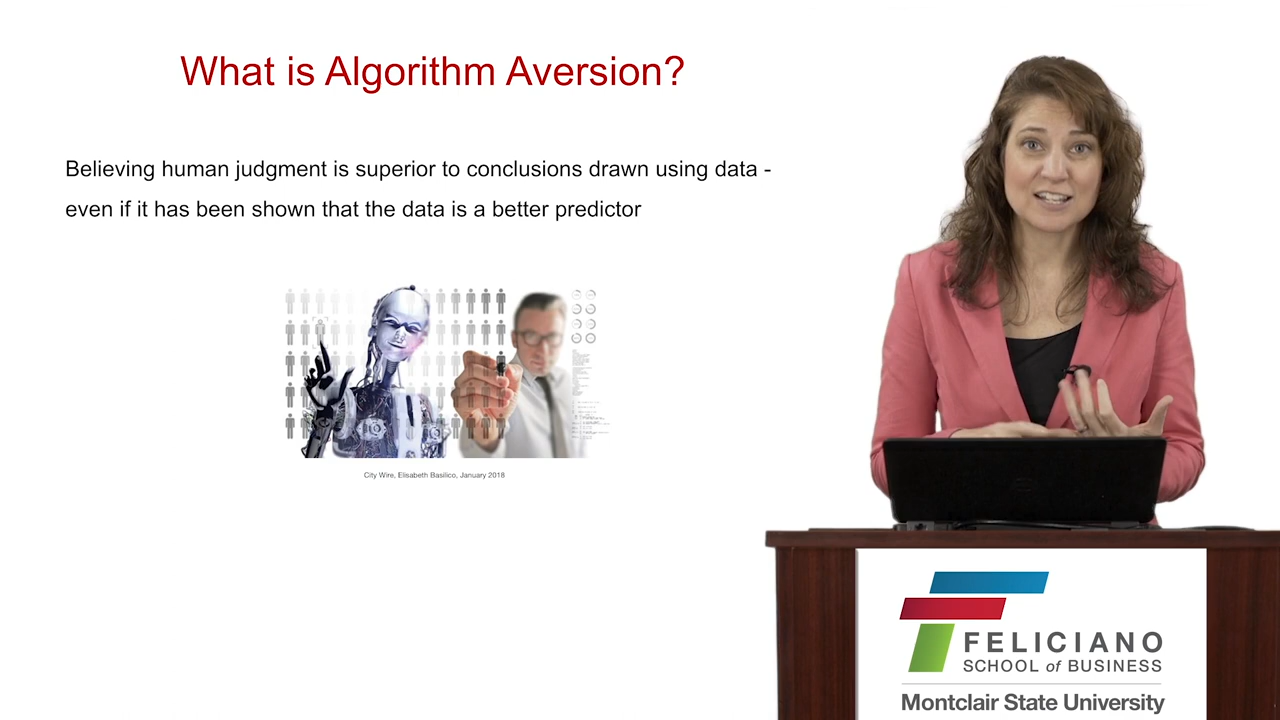 What is Algorithm Aversion?
Believing human judgment is superior to conclusions drawn using data -
even if it has been shown that the data is a better predictor
City Wire, Elisabeth Basilico, January 2018
FELICIANO
SCHOOL of BUSINESS
Montclair State University